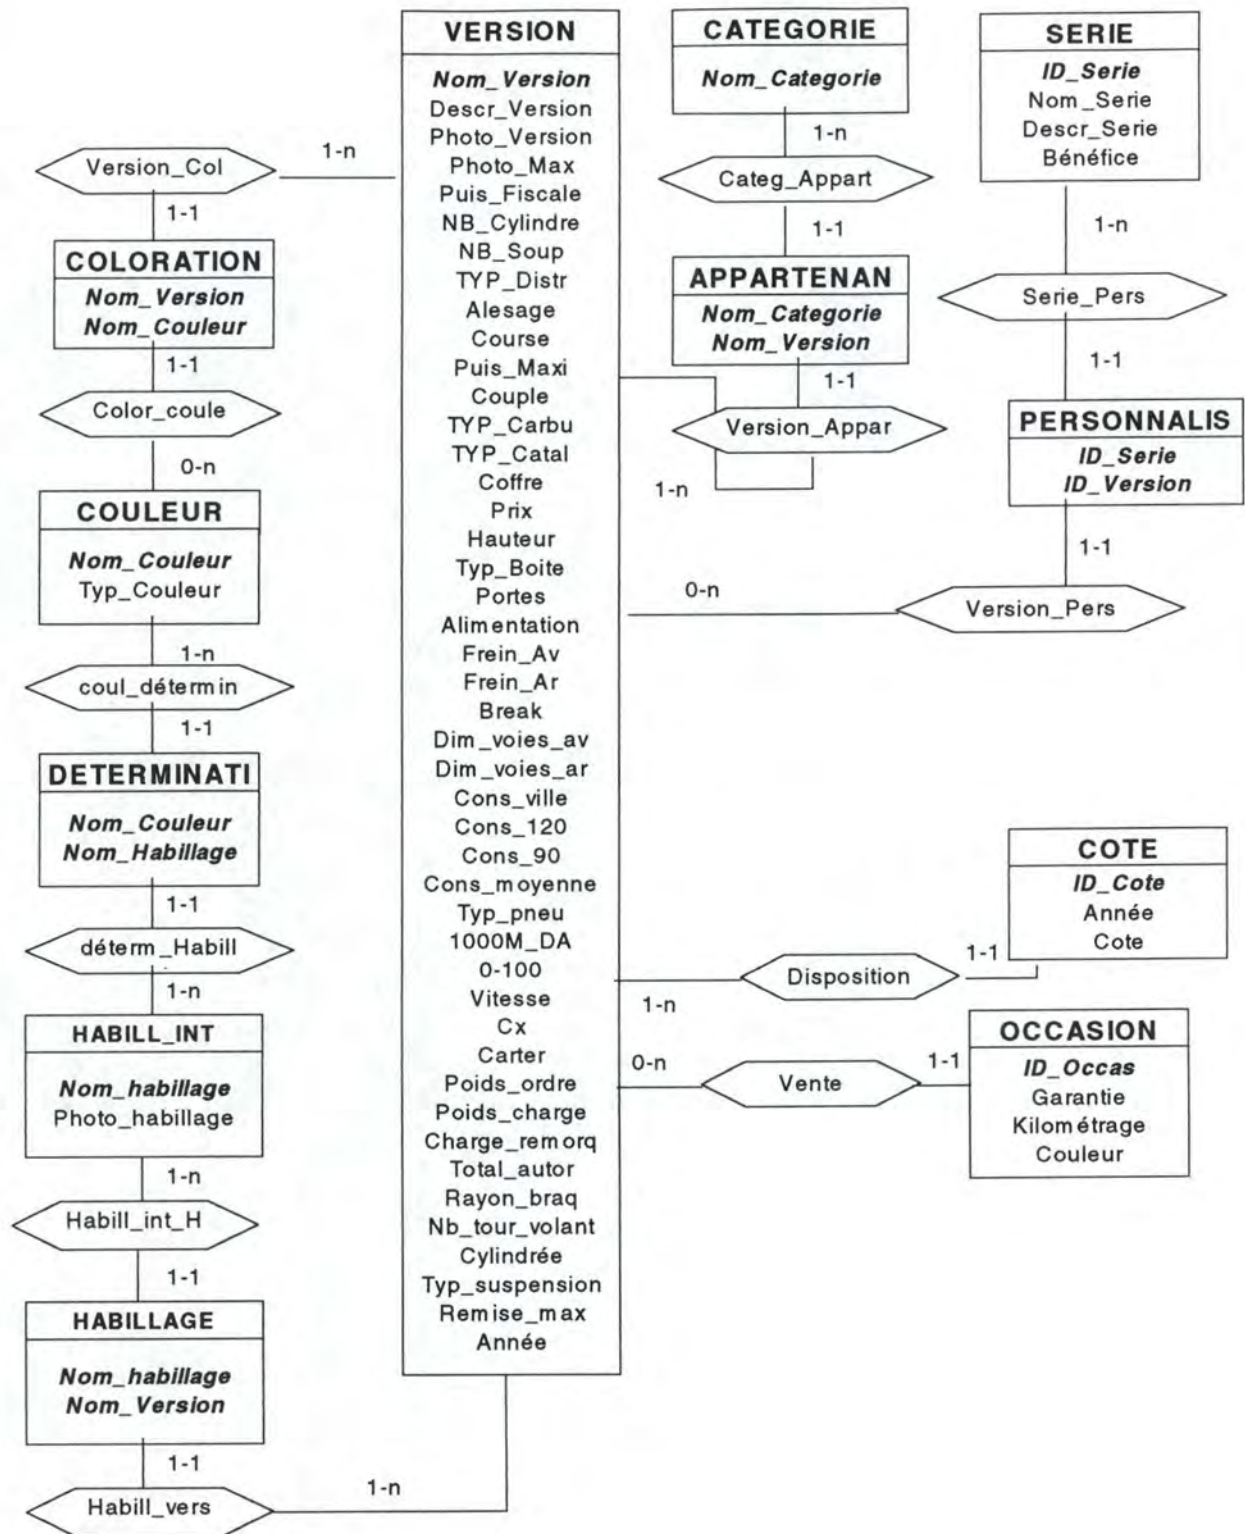 Version_Col
1-n
1-1
COLORATION
Nom_Version
Nom_Couleur
1-1
Color_coule
0-n
COULEUR
Nom_Couleur
Typ_Couleur
1-n
coul_détermin
1-1
DETERMINATI
Nom_Couleur
Nom_Habillage
1-1
déterm_Habill
1-n
HABILL_INT
Nom_habillage
Photo_habillage
1-n
Habill_int_H
1-1
HABILLAGE
Nom_habillage
Nom_Version
1-1
Habill_vers
1-n
VERSION
Nom_Version
Descr_Version
Photo_Version
Photo_Max
Puis_Fiscale
NB_Cylindre
NB_Soup
TYP_Distr
Alesage
Course
Puis_Maxi
Couple
TYP_Carbu
TYP_Catal
Coffre
Prix
Hauteur
Typ_Boite
Portes
Alimentation
Frein_Av
Frein_Ar
Break
Dim_voies_av
Dim_voies_ar
Cons_ville
Cons_120
Cons_90
Cons_moyenne
Typ_pneu
1000M_DA
0-100
Vitesse
Cx
Carter
Poids_ordre
Poids_charge
Charge_remorq
Total_autor
Rayon_braq
Nb_tour_volant
Cylindrée
Typ_suspension
Remise_max
Année
CATEGORIE
Nom_Categorie
1-n
Categ_Appart
1-1
APPARTENAN
Nom_Categorie
Nom_Version
1-1
Version_Appar
1-n
SERIE
ID_Serie
Nom_Serie
Descr_Serie
Bénéfice
1-n
Serie_Pers
1-1
PERSONNALIS
ID_Serie
ID_Version
1-1
Version_Pers
0-n
COTE
ID_Cote
Année
Cote
1-1
Disposition
1-n
OCCASION
ID_Occas
Garantie
Kilométrage
Couleur
1-1
Vente
0-n